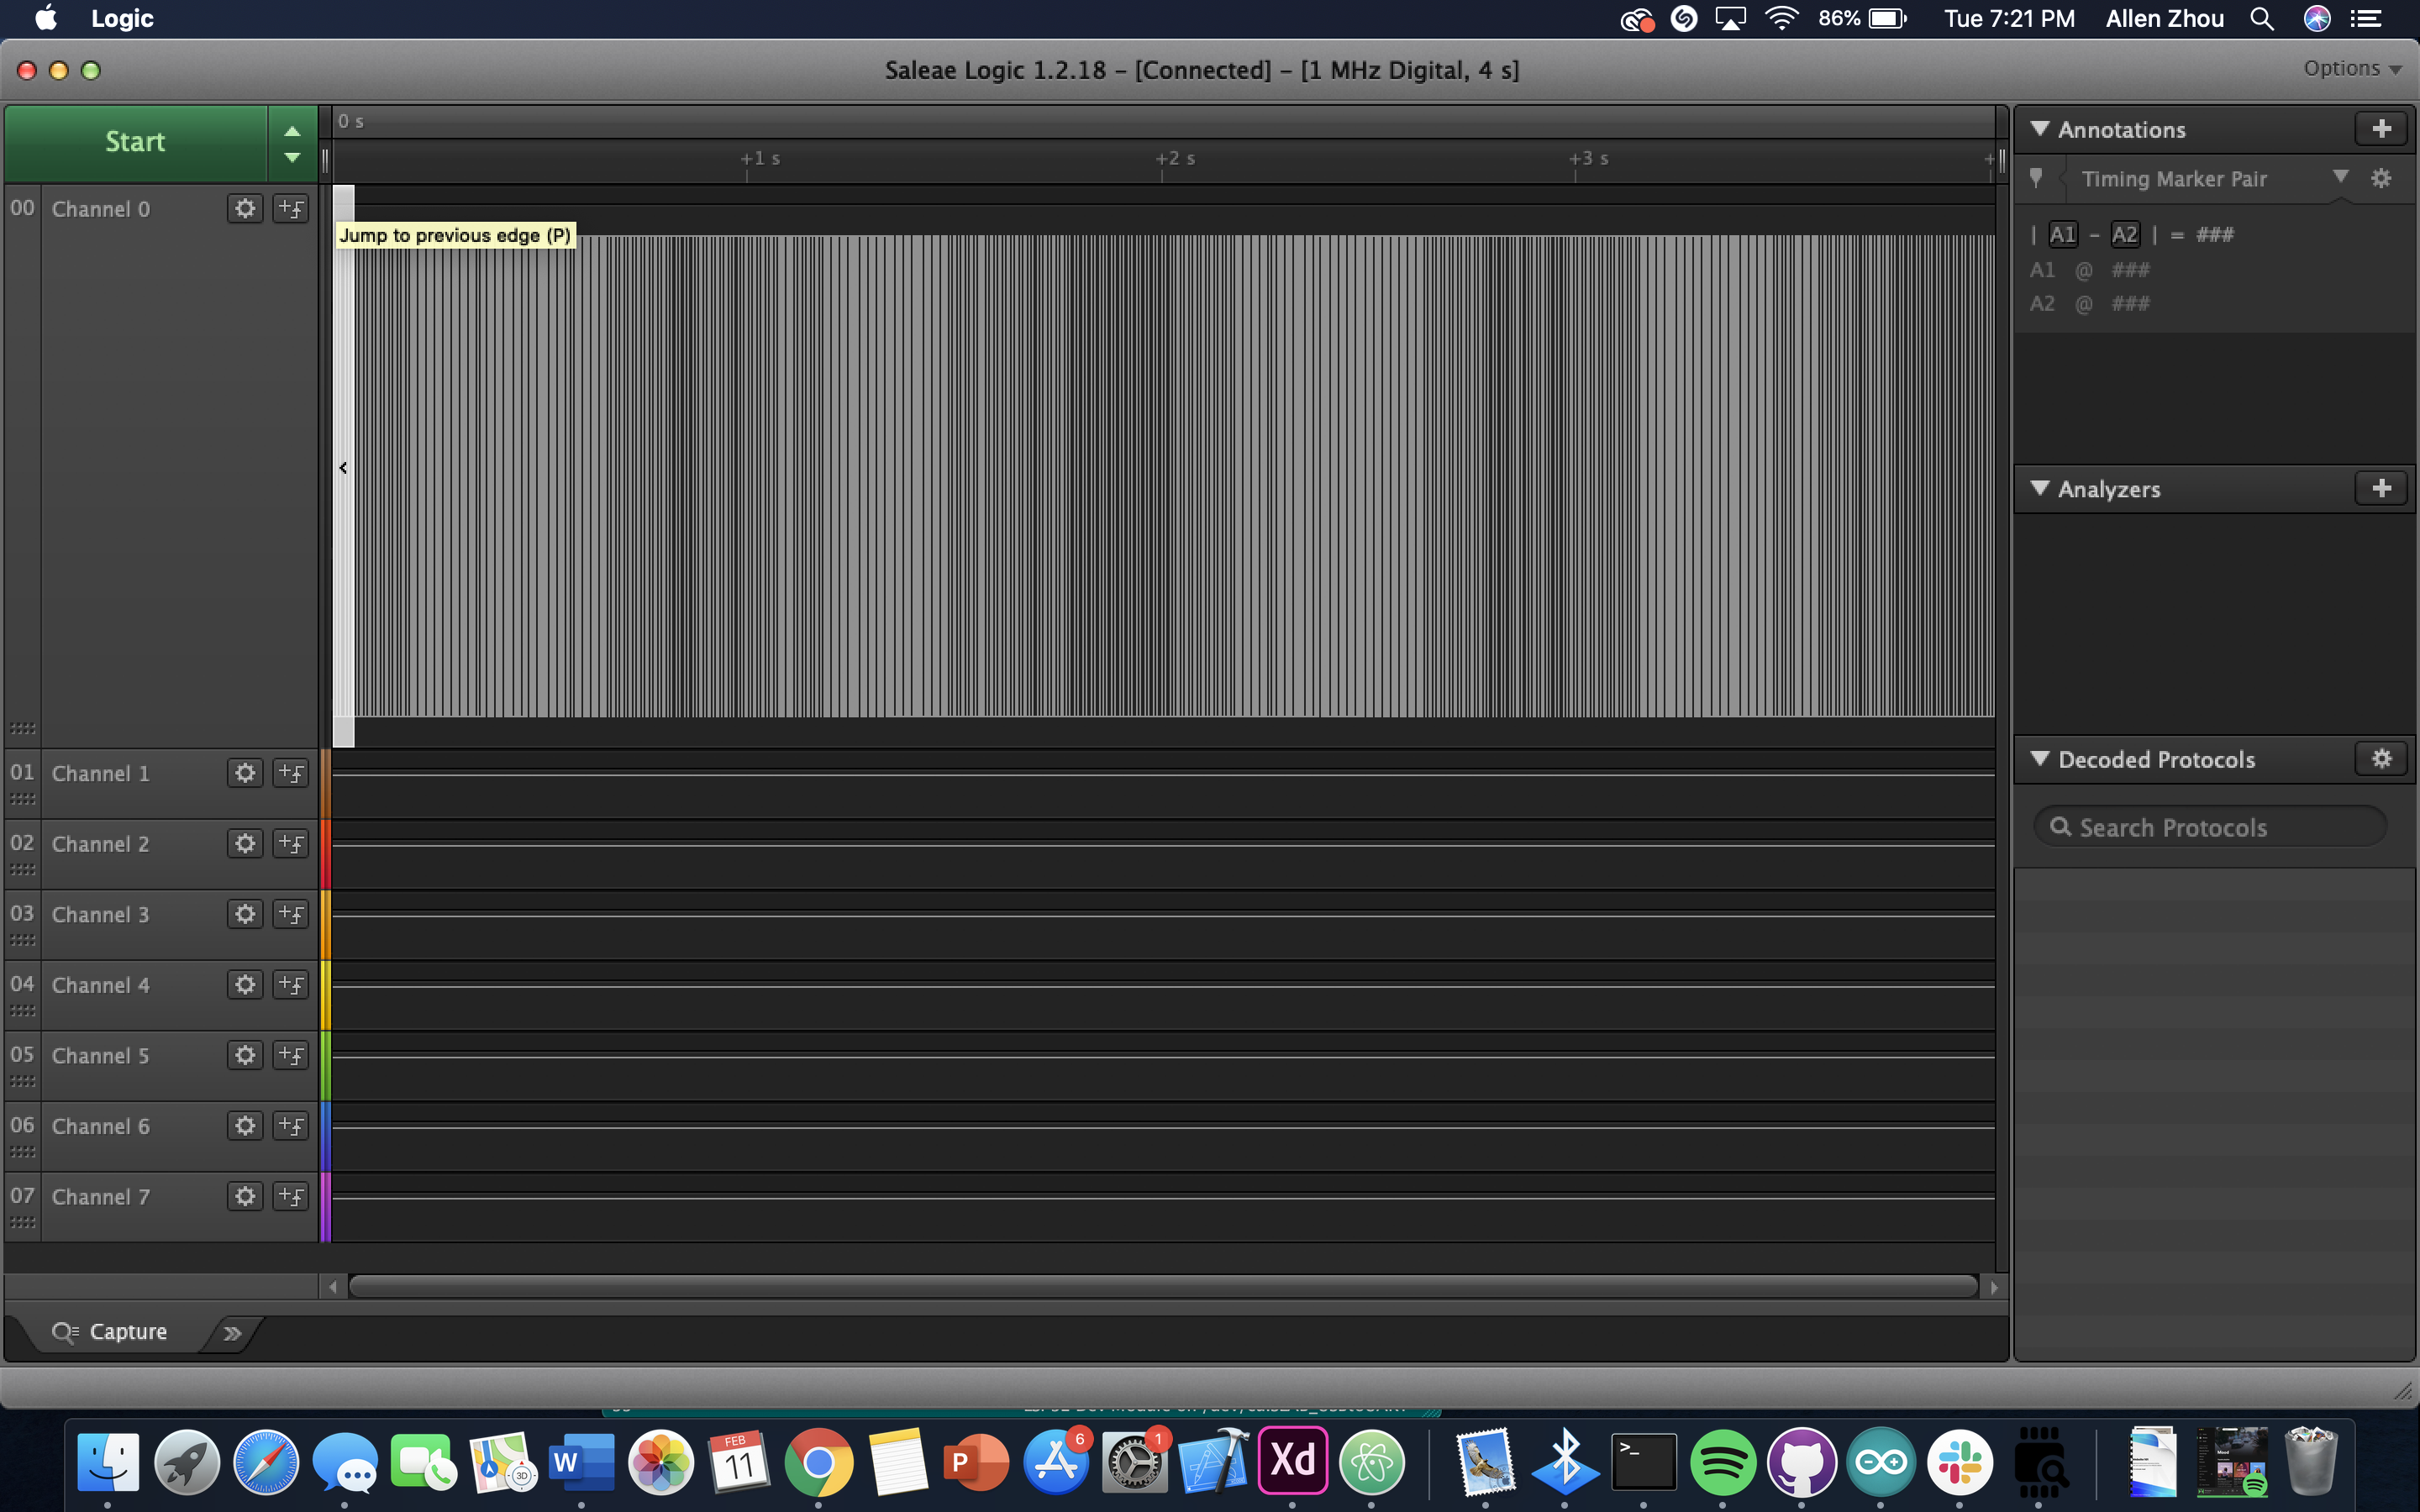 Logic
86%
Tue 7:21 PM
Allen Zhou
Saleae Logic 1.2.18 – [Connected] – [1 MHz Digital, 4 s]
Options
Start
0 s
+1 s
+2 s
+3 s
+
00 Channel 0
Jump to previous edge (P)
<
01 Channel 1
02 Channel 2
03 Channel 3
04 Channel 4
05 Channel 5
06 Channel 6
07 Channel 7
Annotations
Timing Marker Pair
| A1 – A2 | = ###
A1 @ ###
A2 @ ###
Analyzers
Decoded Protocols
Search Protocols
Capture
3D
W
FEB
11
P
6
1
Xd
>_